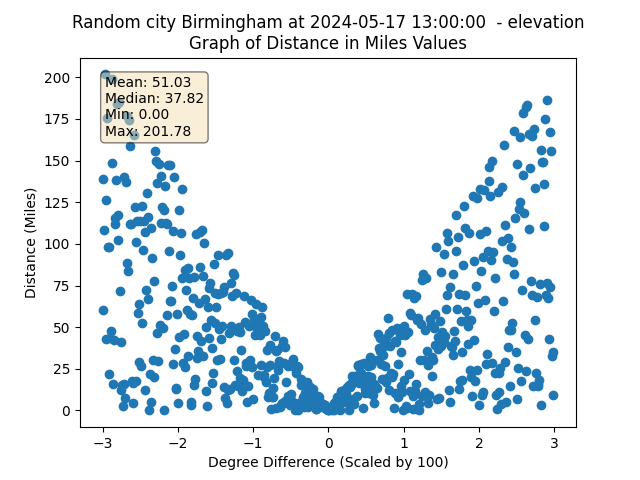 Random city Birmingham at 2024-05-17 13:00:00  - elevation
Graph of Distance in Miles Values
Mean: 51.03
Median: 37.82
Min: 0.00
Max: 201.78
Distance (Miles)
200
175
150
125
100
75
50
25
0
−3 −2 −1 0 1 2 3
Degree Difference (Scaled by 100)